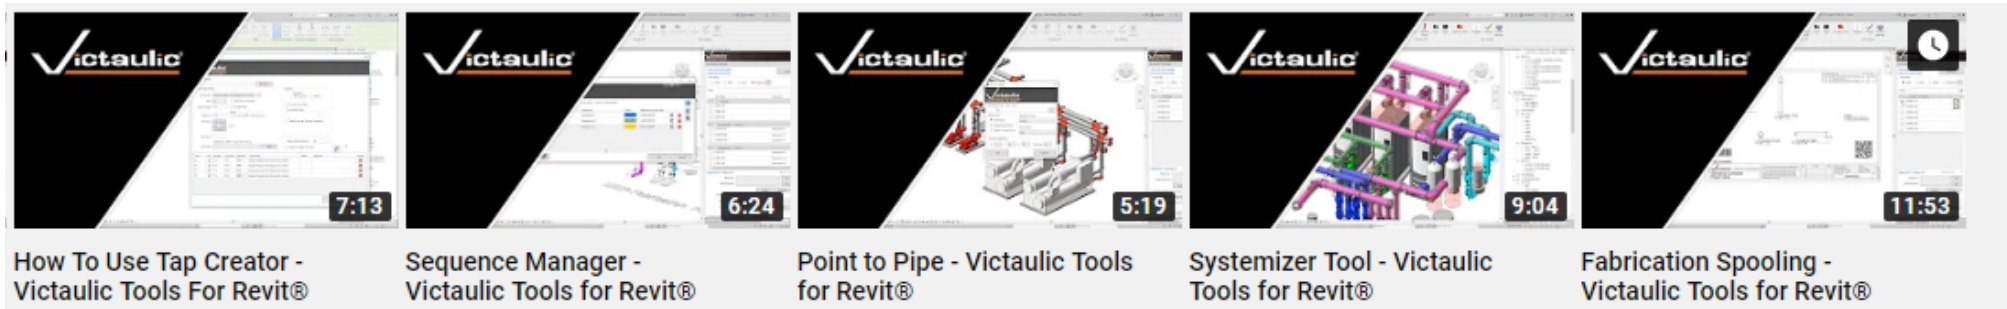 Victaulic®
7:13
How To Use Tap Creator -
Victaulic Tools For Revit®
Victaulic®
6:24
Sequence Manager -
Victaulic Tools for Revit®
Victaulic®
5:19
Point to Pipe - Victaulic Tools
for Revit®
Victaulic®
9:04
Systemizer Tool - Victaulic
Tools for Revit®
Victaulic®
11:53
Fabrication Spooling -
Victaulic Tools for Revit®